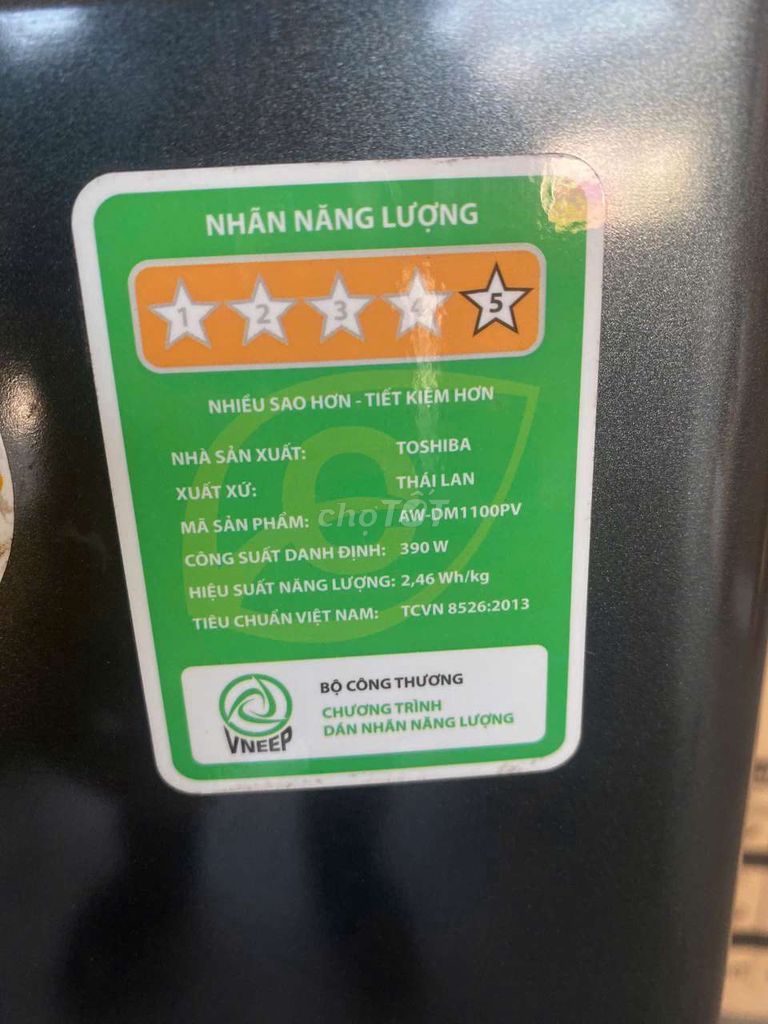 NHÃN NĂNG LƯỢNG
1 2 3 4 5
NHIỀU SAO HƠN - TIẾT KIỆM HƠN
NHÀ SẢN XUẤT: TOSHIBA
XUẤT XỨ: THÁI LAN
MÃ SẢN PHẨM: AW-DM1100PV
chợTỐT
CÔNG SUẤT DANH ĐỊNH: 390 W
HIỆU SUẤT NĂNG LƯỢNG: 2,46 Wh/kg
TIÊU CHUẨN VIỆT NAM: TCVN 8526:2013
BỘ CÔNG THƯƠNG
CHƯƠNG TRÌNH
DÁN NHÃN NĂNG LƯỢNG
VNEEP